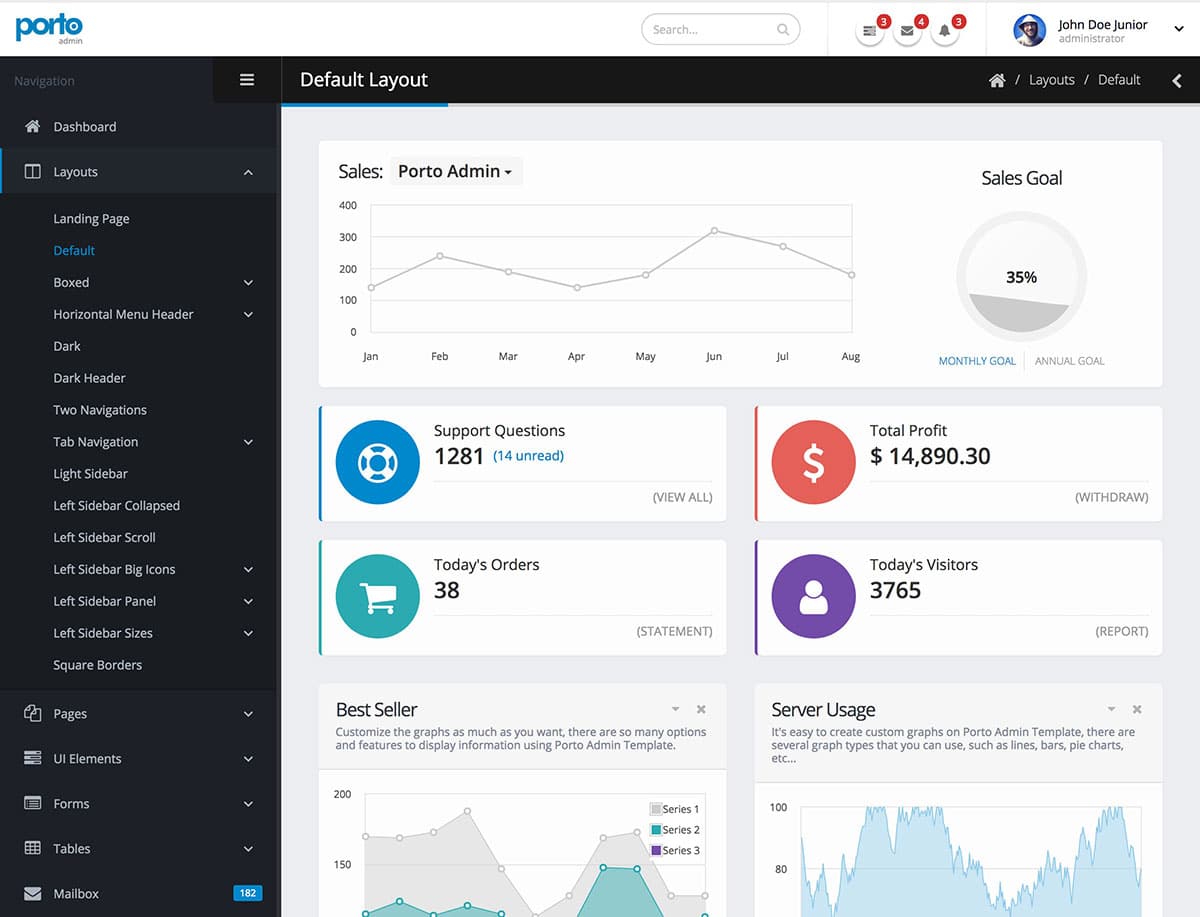 porto
admin
Search...
3
4
3
John Doe Junior
administrator
Navigation
Default Layout
/ Layouts / Default
Dashboard
Layouts
Landing Page
Default
Boxed
Horizontal Menu Header
Dark
Dark Header
Two Navigations
Tab Navigation
Light Sidebar
Left Sidebar Collapsed
Left Sidebar Scroll
Left Sidebar Big Icons
Left Sidebar Panel
Left Sidebar Sizes
Square Borders
Pages
UI Elements
Forms
Tables
Mailbox 182
Sales: Porto Admin
400
300
200
100
0
Jan Feb Mar Apr May Jun Jul Aug
Sales Goal
35%
MONTHLY GOAL ANNUAL GOAL
Support Questions
1281 (14 unread)
(VIEW ALL)
Total Profit
$ 14,890.30
(WITHDRAW)
Today's Orders
38
(STATEMENT)
Today's Visitors
3765
(REPORT)
Best Seller
Customize the graphs as much as you want, there are so many options
and features to display information using Porto Admin Template.
200
150
Series 1
Series 2
Series 3
Server Usage
It's easy to create custom graphs on Porto Admin Template, there are
several graph types that you can use, such as lines, bars, pie charts,
etc...
100
80